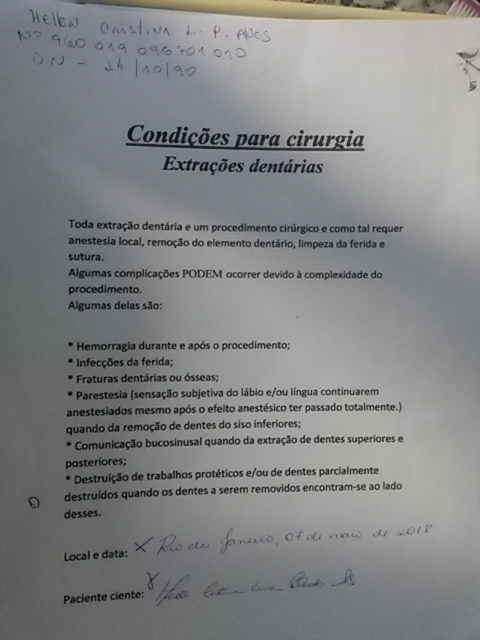 Hellen Cristina L. P. Alves
Nº 960 019 096701 010
DN - 24/10/90
Condições para cirurgia
Extrações dentárias
Toda extração dentária e um procedimento cirúrgico e como tal requer
anestesia local, remoção do elemento dentário, limpeza da ferida e
sutura.
Algumas complicações PODEM ocorrer devido à complexidade do
procedimento.
Algumas delas são:
* Hemorragia durante e após o procedimento;
* Infecções da ferida;
* Fraturas dentárias ou ósseas;
* Parestesia (sensação subjetiva do lábio e/ou língua continuarem
anestesiados mesmo após o efeito anestésico ter passado totalmente.)
quando da remoção de dentes do siso inferiores;
* Comunicação bucosinusal quando da extração de dentes superiores e
posteriores;
* Destruição de trabalhos protéticos e/ou de dentes parcialmente
destruídos quando os dentes a serem removidos encontram-se ao lado
desses.
Local e data: X Rio de Janeiro, 07 de maio de 2018
Paciente ciente: